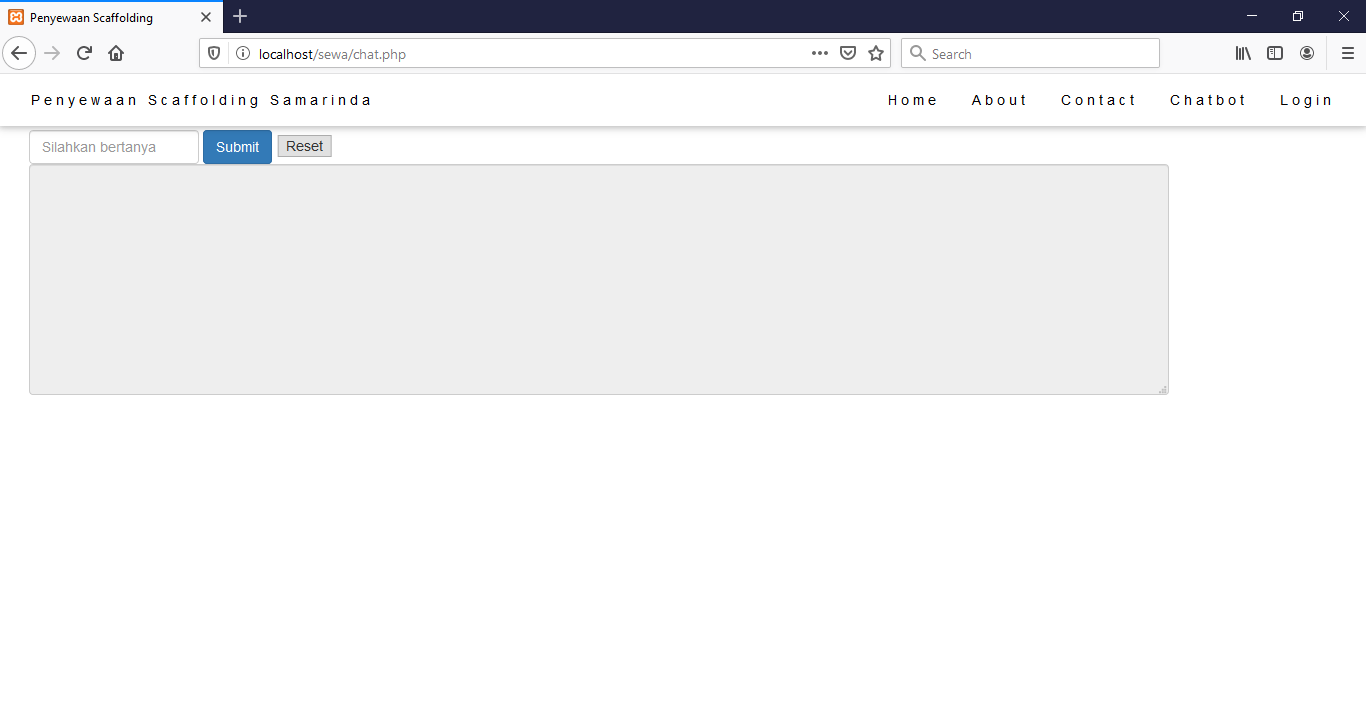 Penyewaan Scaffolding
localhost/sewa/chat.php
Search
Penyewaan Scaffolding Samarinda
Home About Contact Chatbot Login
Silahkan bertanya Submit Reset